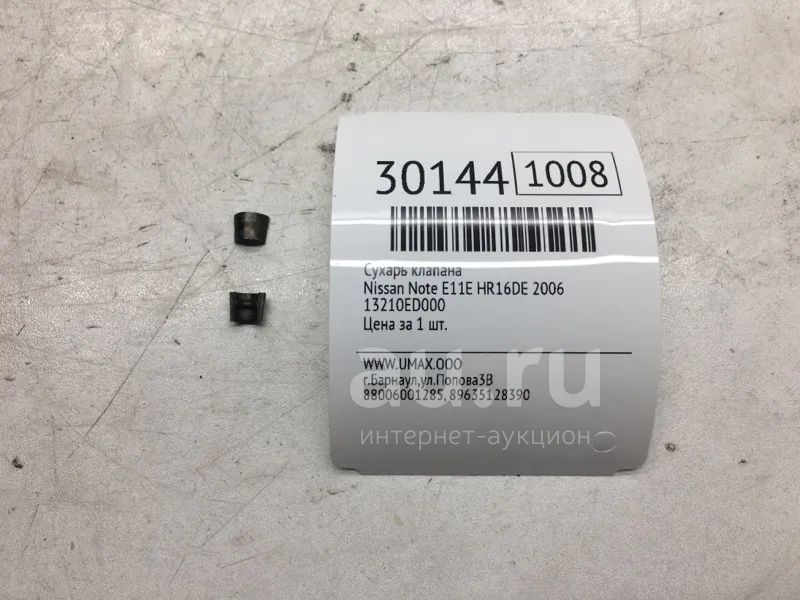 30144 1008
Сухарь клапана
Nissan Note E11E HR16DE 2006
13210ED000
Цена за 1 шт.
WWW.UMAX.OOO
г.Барнаул,ул.Попова3В
88006001285, 89635128390
au.ru
интернет-аукцион